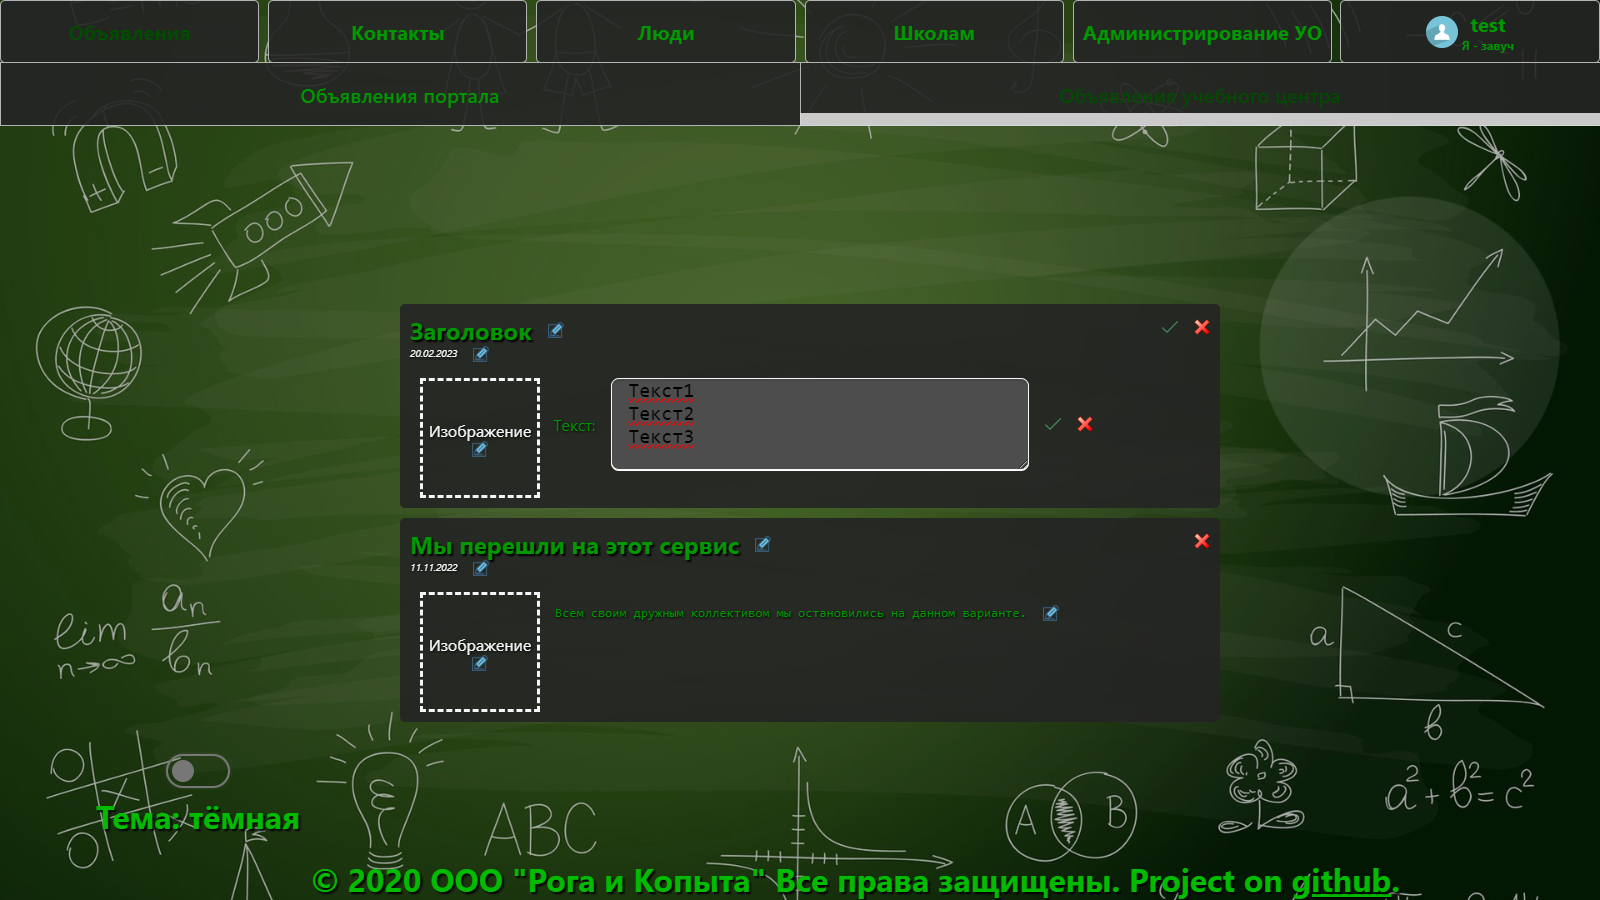 Объявления
Контакты
Люди
Школам
Администрирование УО
test
Я - завуч
Объявления портала
Объявления учебного центра
Заголовок
20.02.2023
Изображение
Текст:
Текст1
Текст2
Текст3
Мы перешли на этот сервис
11.11.2022
Изображение
Всем своим дружным коллективом мы остановились на данном варианте.
lim
n→∞
aₙ
bₙ
a
c
b
Тема: тёмная
ABC
A
B
a² + b² = c²
© 2020 ООО "Рога и Копыта" Все права защищены. Project on github.